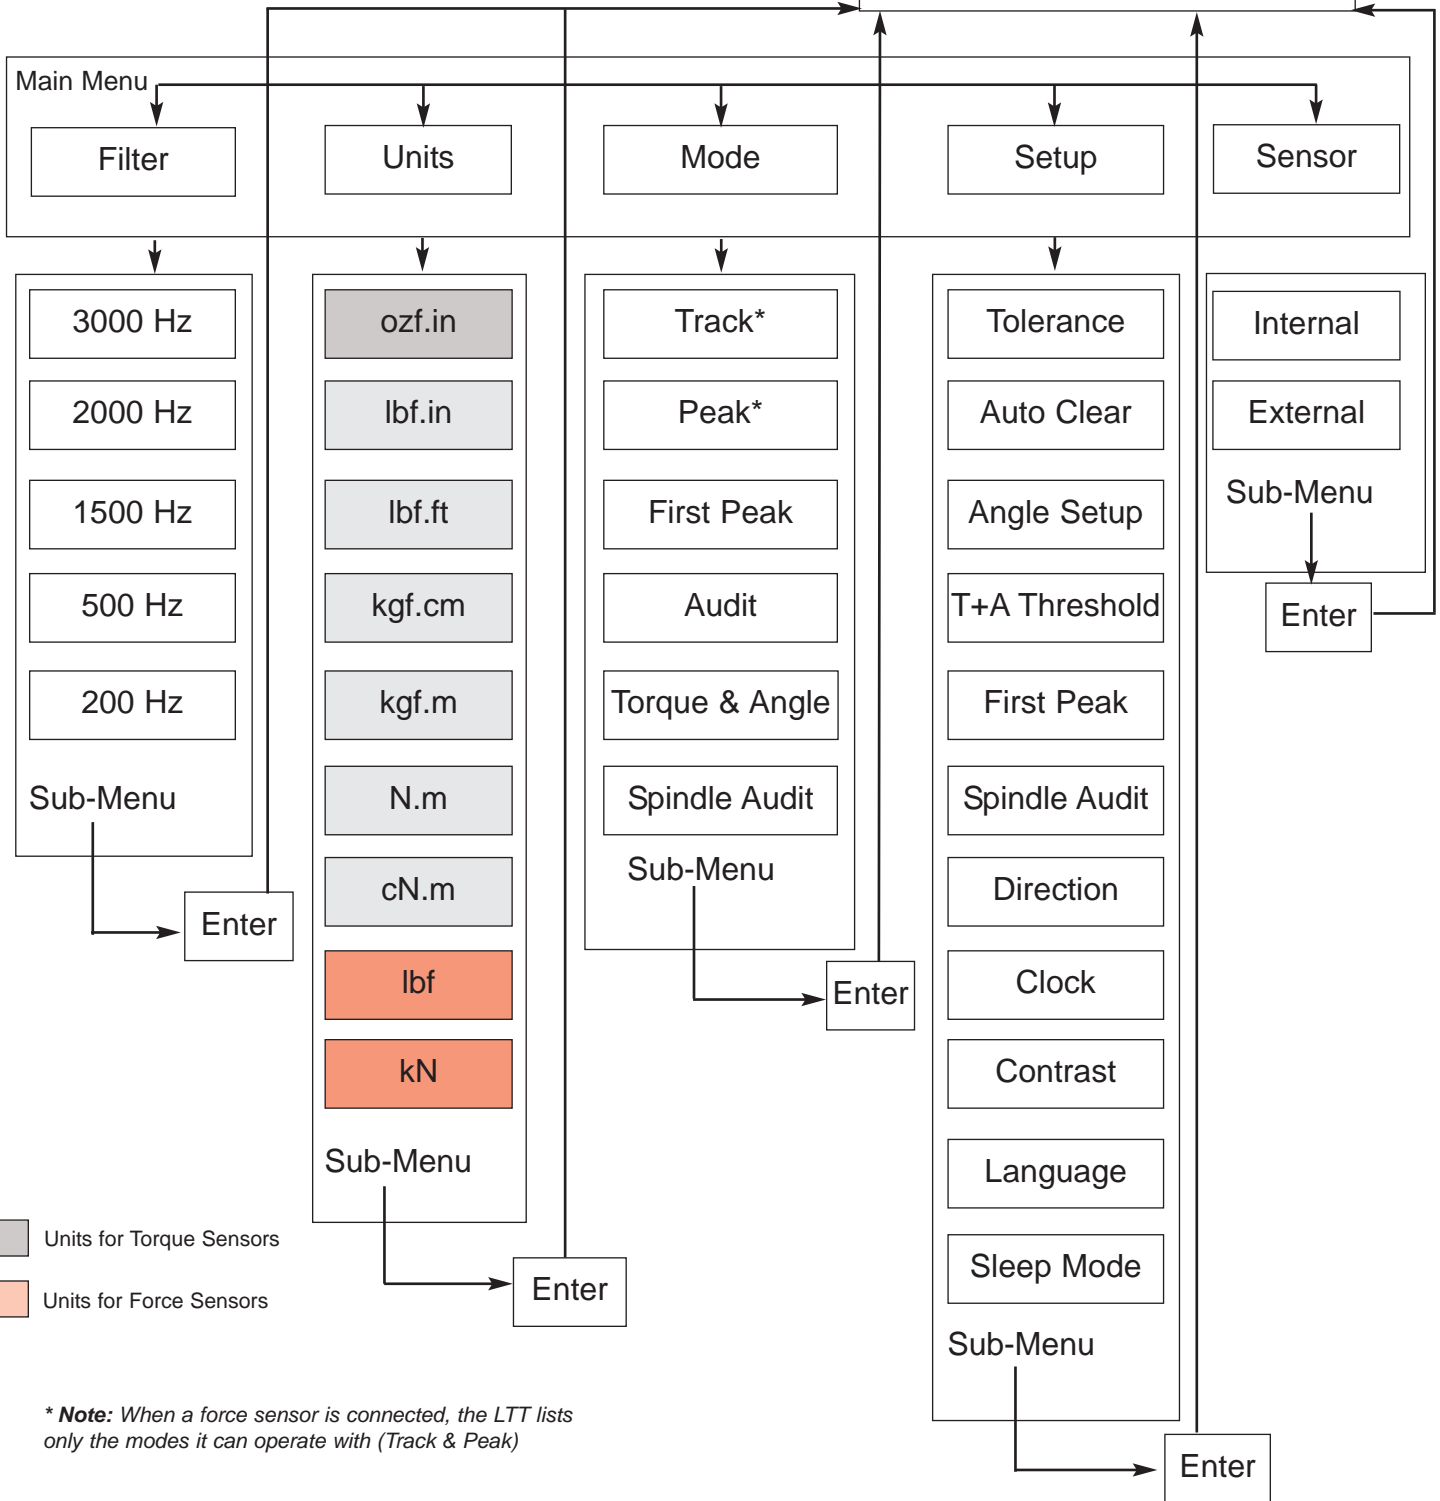 Main Menu
Filter
Units
Mode
Setup
Sensor
3000 Hz
2000 Hz
1500 Hz
500 Hz
200 Hz
Sub-Menu
Enter
ozf.in
lbf.in
lbf.ft
kgf.cm
kgf.m
N.m
cN.m
lbf
kN
Sub-Menu
Enter
Track*
Peak*
First Peak
Audit
Torque & Angle
Spindle Audit
Sub-Menu
Enter
Tolerance
Auto Clear
Angle Setup
T+A Threshold
First Peak
Spindle Audit
Direction
Clock
Contrast
Language
Sleep Mode
Sub-Menu
Enter
Internal
External
Sub-Menu
Enter
Units for Torque Sensors
Units for Force Sensors
* Note: When a force sensor is connected, the LTT lists
only the modes it can operate with (Track & Peak)